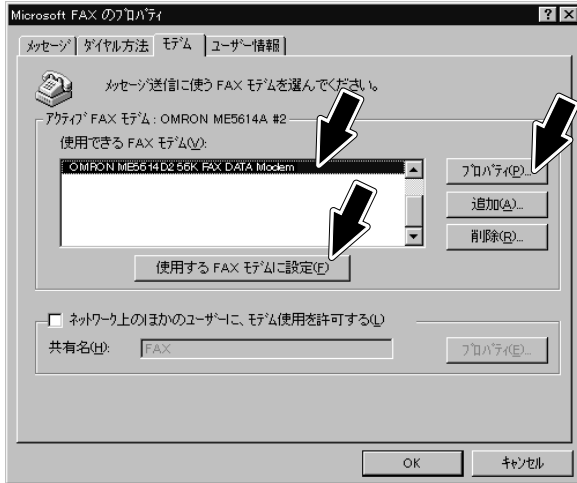 Microsoft FAX のプロパティ
メッセージ ダイヤル方法 モデム ユーザー情報
メッセージ送信に使う FAX モデムを選んでください。
アクティブ FAX モデム : OMRON ME5614A #2
使用できる FAX モデム(V):
OMRON ME5614D2 56K FAX DATA Modem
プロパティ(P)...
追加(A)...
削除(R)...
使用する FAX モデムに設定(F)
ネットワーク上のほかのユーザーに、モデム使用を許可する(L)
共有名(H): FAX プロパティ(E)...
OK キャンセル